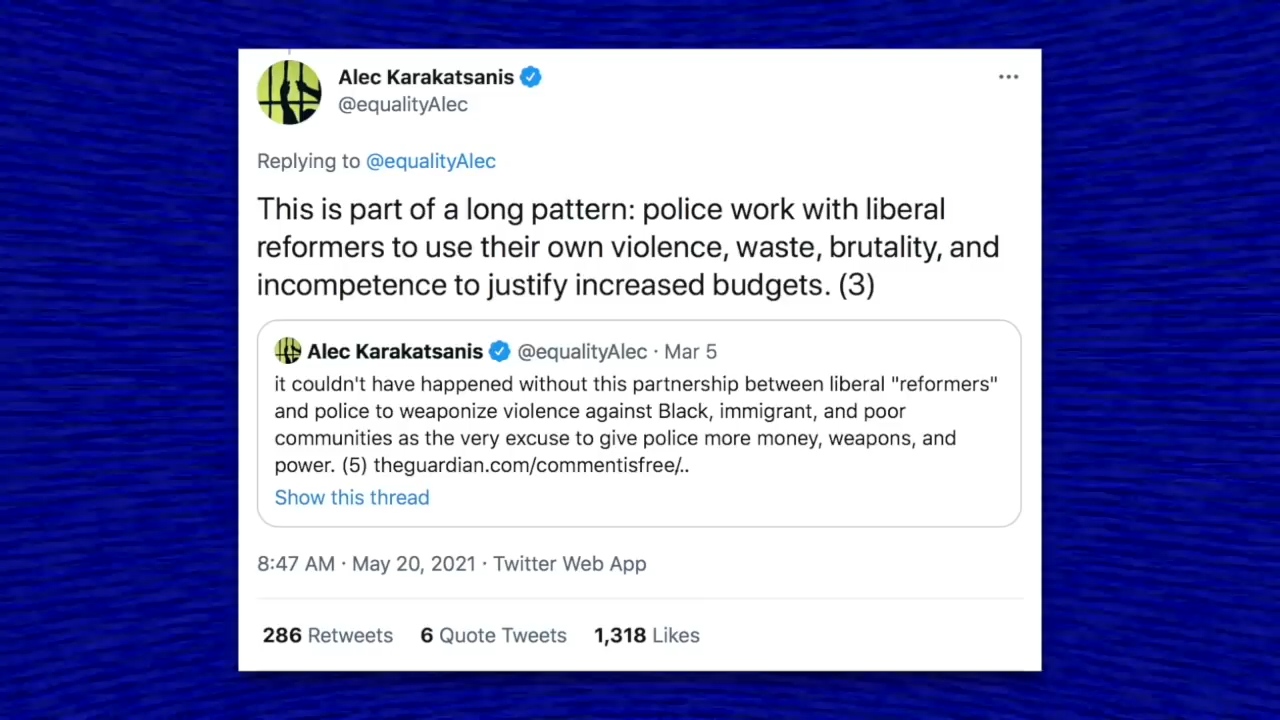 Alec Karakatsanis
@equalityAlec
Replying to @equalityAlec
This is part of a long pattern: police work with liberal
reformers to use their own violence, waste, brutality, and
incompetence to justify increased budgets. (3)
Alec Karakatsanis @equalityAlec · Mar 5
it couldn't have happened without this partnership between liberal "reformers"
and police to weaponize violence against Black, immigrant, and poor
communities as the very excuse to give police more money, weapons, and
power. (5) theguardian.com/commentisfree/..
Show this thread
8:47 AM · May 20, 2021 · Twitter Web App
286 Retweets 6 Quote Tweets 1,318 Likes